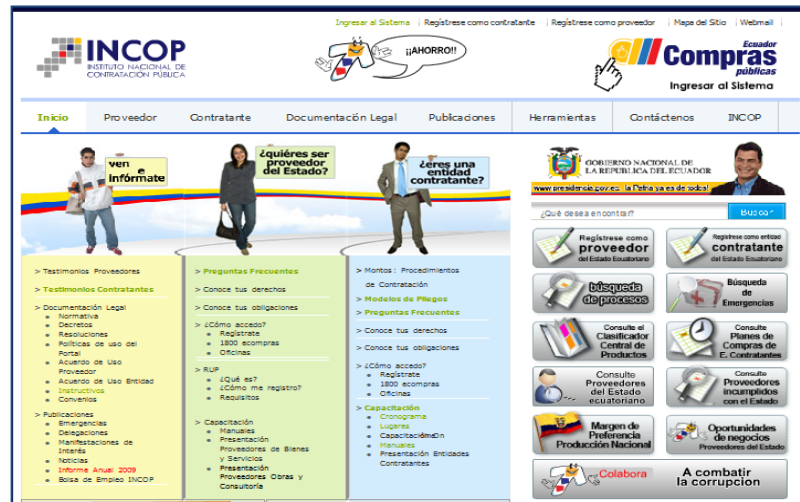 Ingresar al Sistema | Regístrese como contratante | Regístrese como proveedor | Mapa del Sitio | Webmail |
INCOP
INSTITUTO NACIONAL DE
CONTRATACIÓN PÚBLICA
¡¡AHORRO!!
Ecuador
Compras
públicas
Ingresar al Sistema
Inicio Proveedor Contratante Documentación Legal Publicaciones Herramientas Contáctenos INCOP
ven
e
infórmate
¿quiéres ser
proveedor
del Estado?
¿eres una
entidad
contratante?
GOBIERNO NACIONAL DE
LA REPUBLICA DEL ECUADOR
www.presidencia.gov.ec la Patria ya es de todos!
¿Qué desea encontrar? Buscar
> Testimonios Proveedores
> Testimonios Contratantes
> Documentación Legal
Normativa
Decretos
Resoluciones
Políticas de uso del
Portal
Acuerdo de Uso
Proveedor
Acuerdo de Uso Entidad
Instructivos
Convenios
> Publicaciones
Emergencias
Delegaciones
Manifestaciones de
Interés
Noticias
Informe Anual 2009
Bolsa de Empleo INCOP
> Preguntas Frecuentes
> Conoce tus derechos
> Conoce tus obligaciones
> ¿Cómo accedo?
Regístrate
1800 ecompras
Oficinas
> RUP
¿Qué es?
¿Cómo me registro?
Requisitos
> Capacitación
Manuales
Presentación
Proveedores de Bienes
y Servicios
Presentación
Proveedores Obras y
Consultoría
> Montos: Procedimientos
de Contratación
> Modelos de Pliegos
> Preguntas Frecuentes
> Conoce tus derechos
> Conoce tus obligaciones
> ¿Cómo accedo?
Regístrate
1800 ecompras
Oficinas
> Capacitación
Cronograma
Lugares
Manuales
Presentación Entidades
Contratantes
Regístrese como
proveedor
del Estado Ecuatoriano
Regístrese como entidad
contratante
del Estado Ecuatoriano
búsqueda
de procesos
Búsqueda
de
Emergencias
Consulte el
Clasificador
Central de
Productos
Consulte
Planes de
Compras de
E. Contratantes
Consulte
Proveedores
del Estado
ecuatoriano
Consulte
Proveedores
incumplidos
con el Estado
Margen de
Preferencia
Producción Nacional
Oportunidades
de negocios
Proveedores del Estado
Colabora
A combatir
la corrupcion